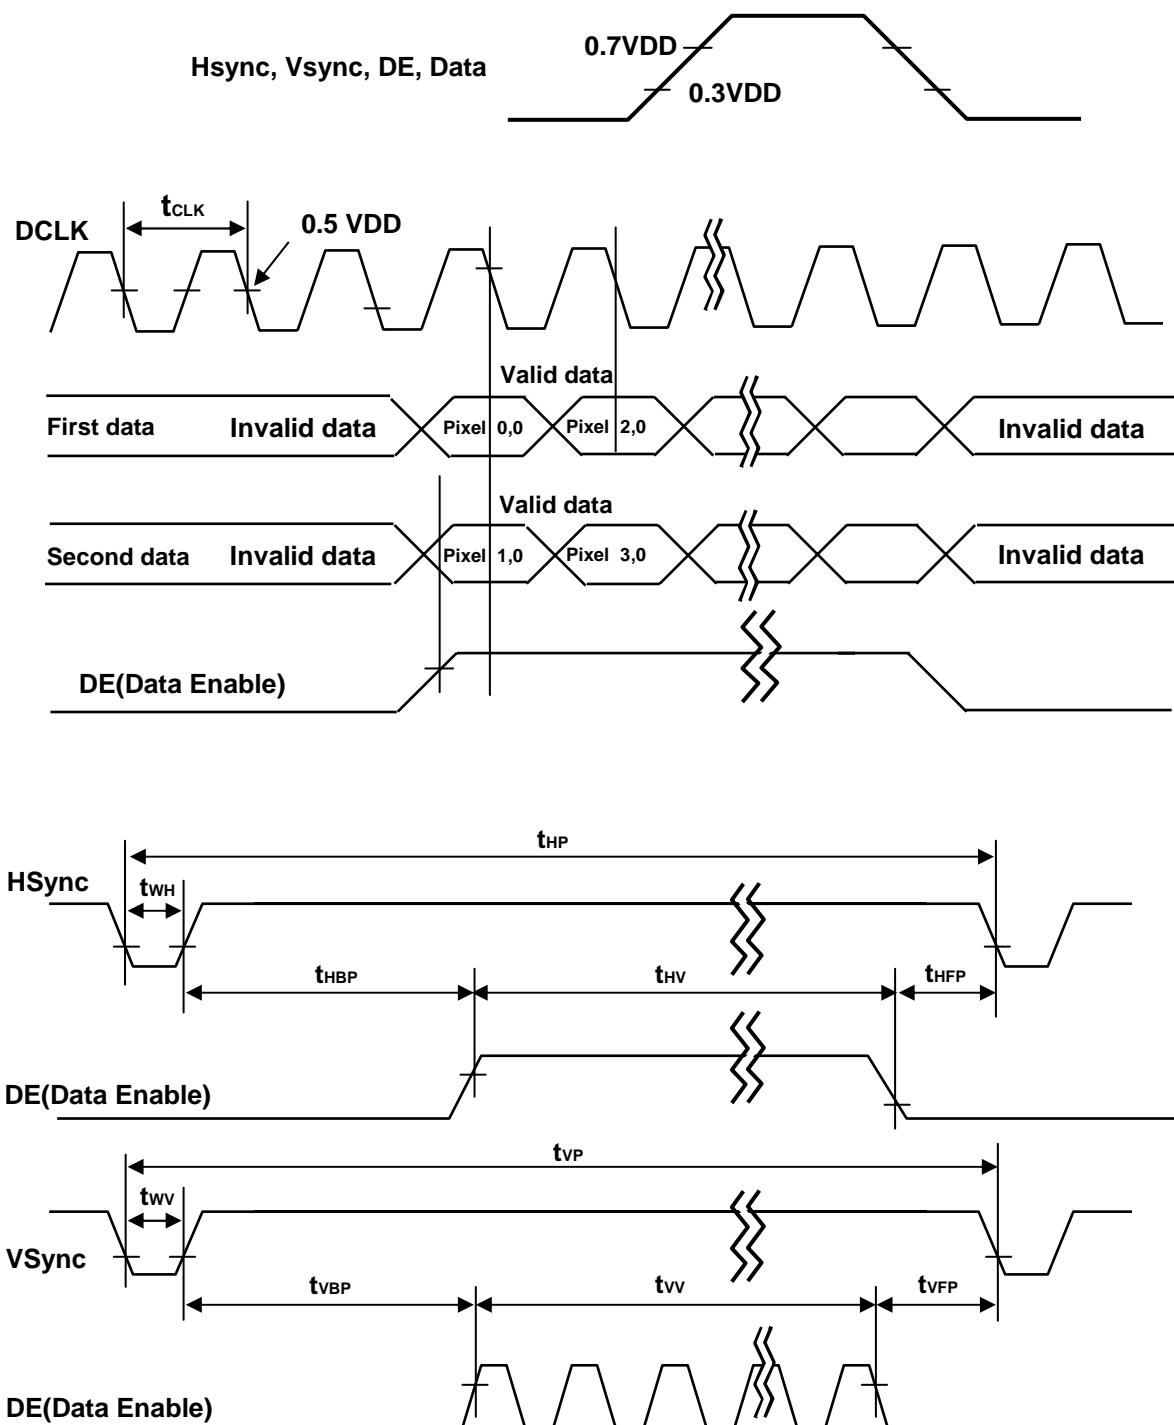 0.7VDD
Hsync, Vsync, DE, Data
0.3VDD
tCLK
DCLK
0.5 VDD
Valid data
First data
Invalid data
Pixel 0,0
Pixel 2,0
Invalid data
Valid data
Second data
Invalid data
Pixel 1,0
Pixel 3,0
Invalid data
DE(Data Enable)
tHP
HSync
tWH
tHBP
tHV
tHFP
DE(Data Enable)
tVP
tWV
VSync
tVBP
tVV
tVFP
DE(Data Enable)